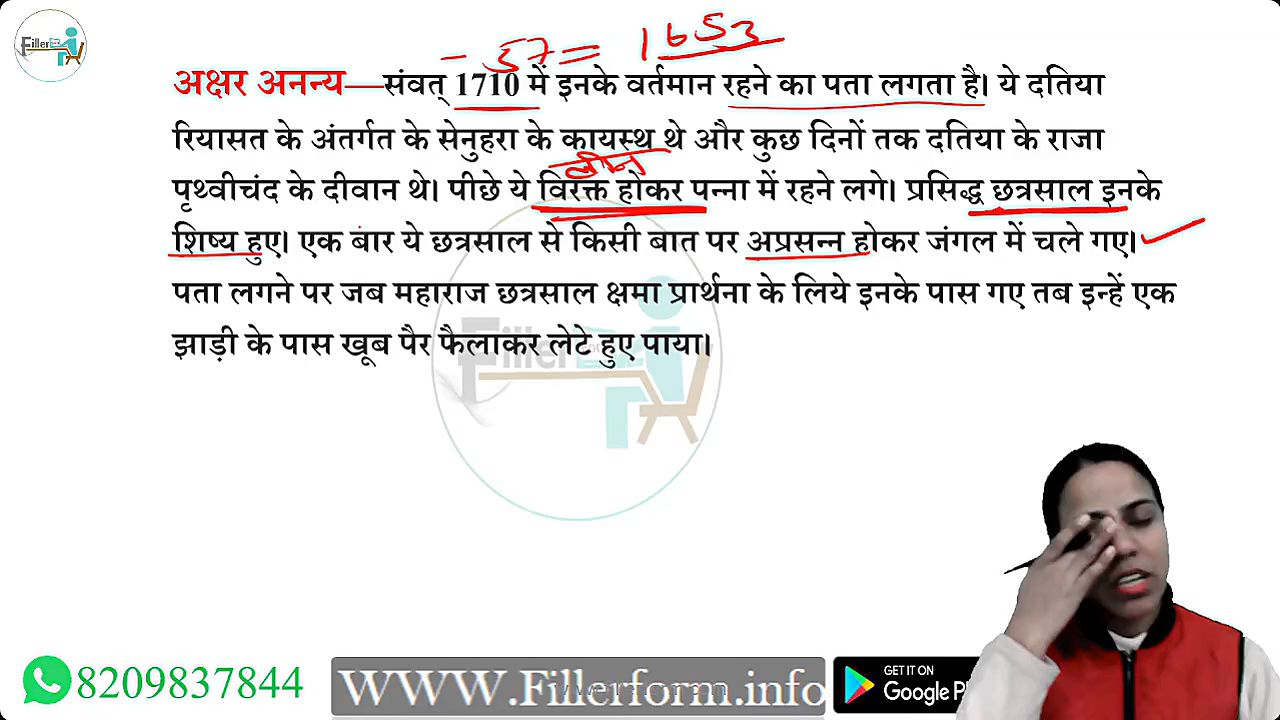 - 57 = 1653
अक्षर अनन्य—संवत् 1710 में इनके वर्तमान रहने का पता लगता है। ये दतिया
रियासत के अंतर्गत के सेनुहरा के कायस्थ थे और कुछ दिनों तक दतिया के राजा
लीन
पृथ्वीचंद के दीवान थे। पीछे ये विरक्त होकर पन्ना में रहने लगे। प्रसिद्ध छत्रसाल इनके
शिष्य हुए। एक बार ये छत्रसाल से किसी बात पर अप्रसन्न होकर जंगल में चले गए।
पता लगने पर जब महाराज छत्रसाल क्षमा प्रार्थना के लिये इनके पास गए तब इन्हें एक
झाड़ी के पास खूब पैर फैलाकर लेटे हुए पाया।
8209837844
WWW.Fillerform.info
GET IT ON
Google